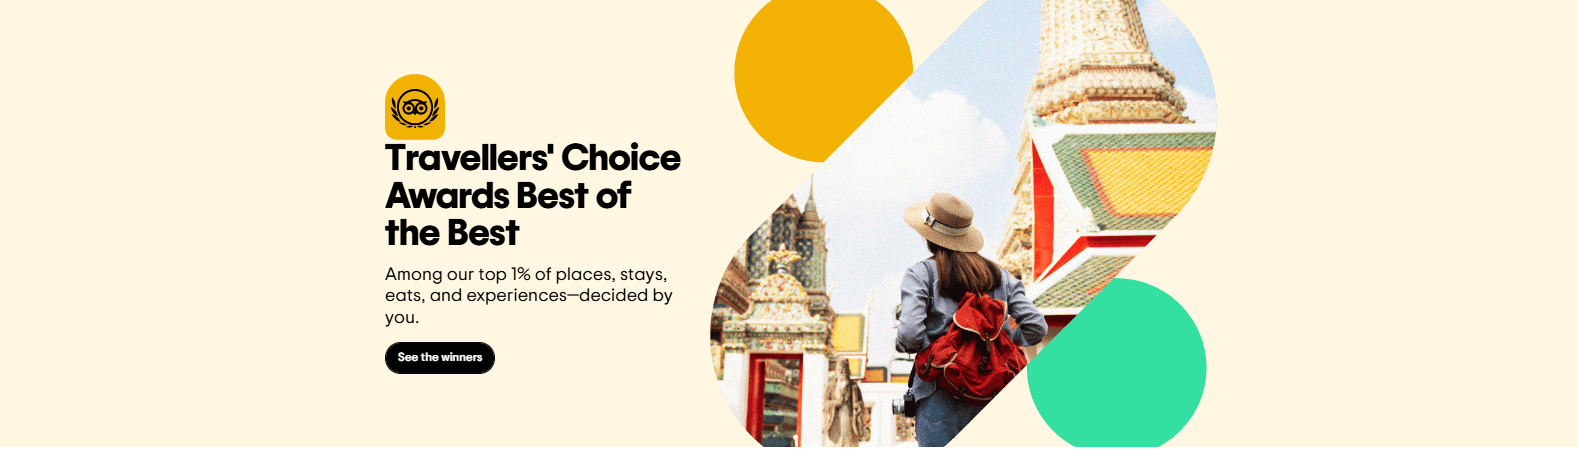 Travellers' Choice
Awards Best of
the Best
Among our top 1% of places, stays,
eats, and experiences—decided by
you.
See the winners